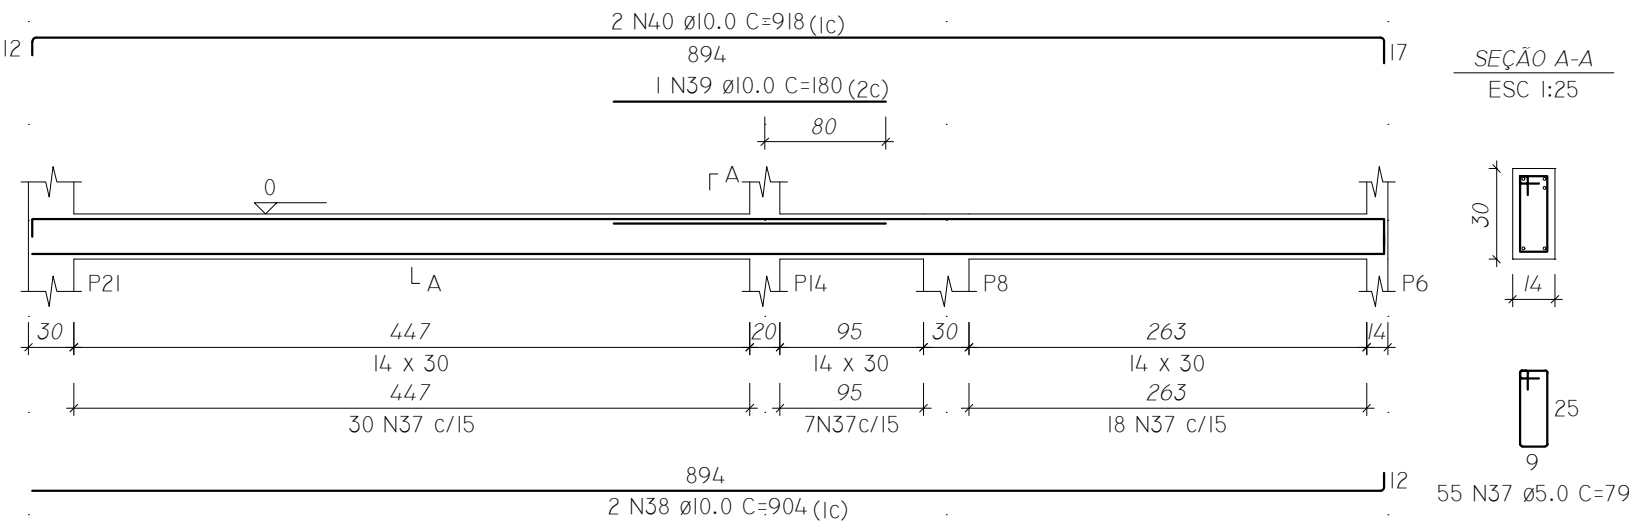 2 N40 ø10.0 C=918 (1c)
12
894
17
1 N39 ø10.0 C=180 (2c)
80
SEÇÃO A-A
ESC 1:25
A
0
30
P21
A
P14
P8
P6
14
30 447 20 95 30 263 14
14 x 30 14 x 30 14 x 30
447 95 263
30 N37 c/15 7N37c/15 18 N37 c/15
25
9
894
12
2 N38 ø10.0 C=904 (1c)
55 N37 ø5.0 C=79